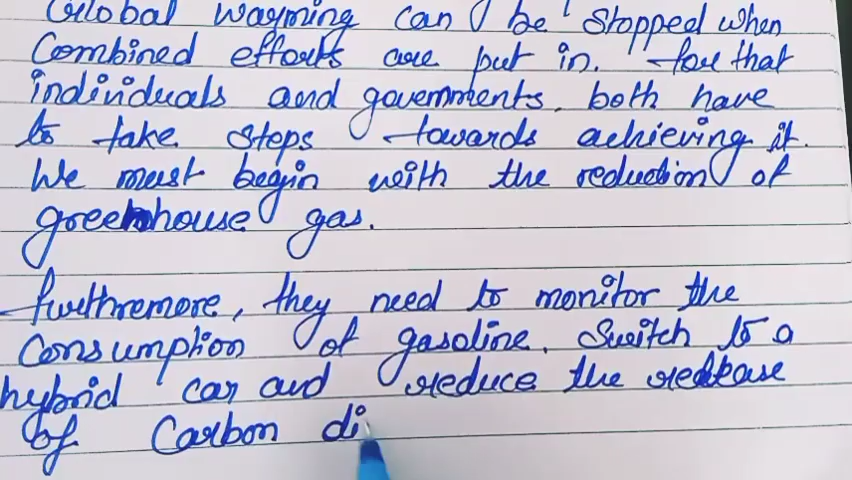 Global warming can be stopped when
Combined efforts are put in. for that
individuals and governments, both have
to take steps towards achieving it.
We must begin with the reduction of
greenhouse gas.
furthremore, they need to monitor the
Consumption of gasoline. Switch to a
hybrid car and reduce the release
of Carbon di